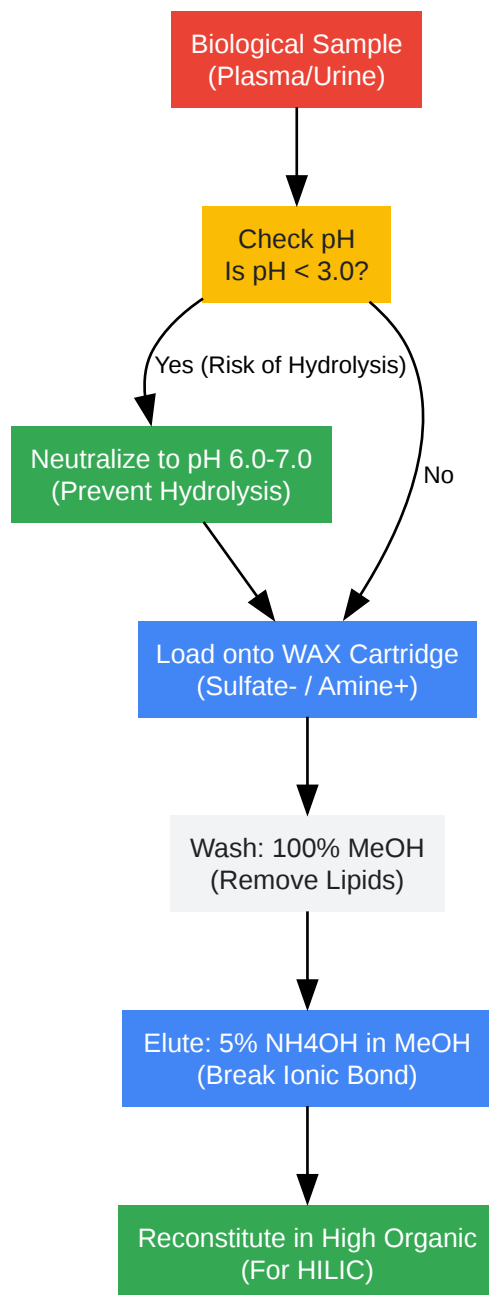 Biological Sample
(Plasma/Urine)
Check pH
Is pH < 3.0?
Yes (Risk of Hydrolysis)
No
Neutralize to pH 6.0-7.0
(Prevent Hydrolysis)
Load onto WAX Cartridge
(Sulfate- / Amine+)
Wash: 100% MeOH
(Remove Lipids)
Elute: 5% NH4OH in MeOH
(Break Ionic Bond)
Reconstitute in High Organic
(For HILIC)